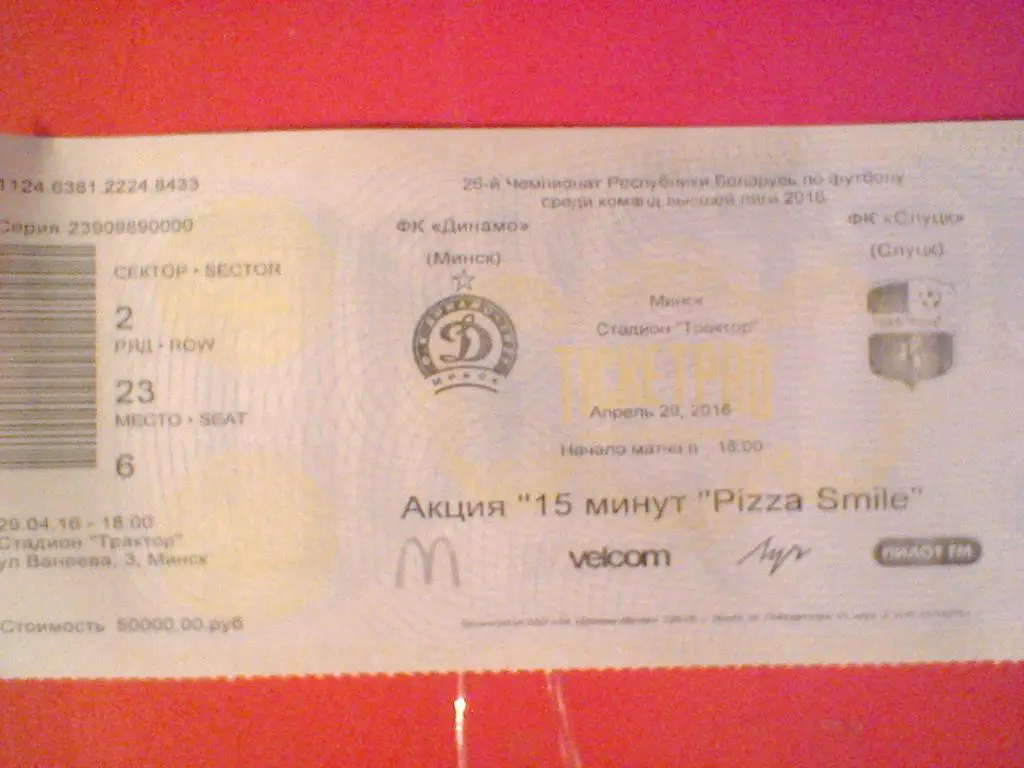 1124.6381.2224.8433
Серия 23909890000
СЕКТОР • SECTOR
2
РЯД • ROW
23
МЕСТО • SEAT
6
29.04.16 - 18:00
Стадион "Трактор"
ул Ванеева, 3, Минск
Стоимость 50000.00.руб
26-й Чемпионат Республики Беларусь по футболу
среди команд высшей лиги 2016
ФК «Динамо»
(Минск)
МИНСК
ФК «Слуцк»
(Слуцк)
Минск
Стадион "Трактор"
TICKETPRO
Апрель 29, 2016
Начало матча в 18:00
Акция "15 минут "Pizza Smile"
velcom
Луч
ПИЛОТ FM